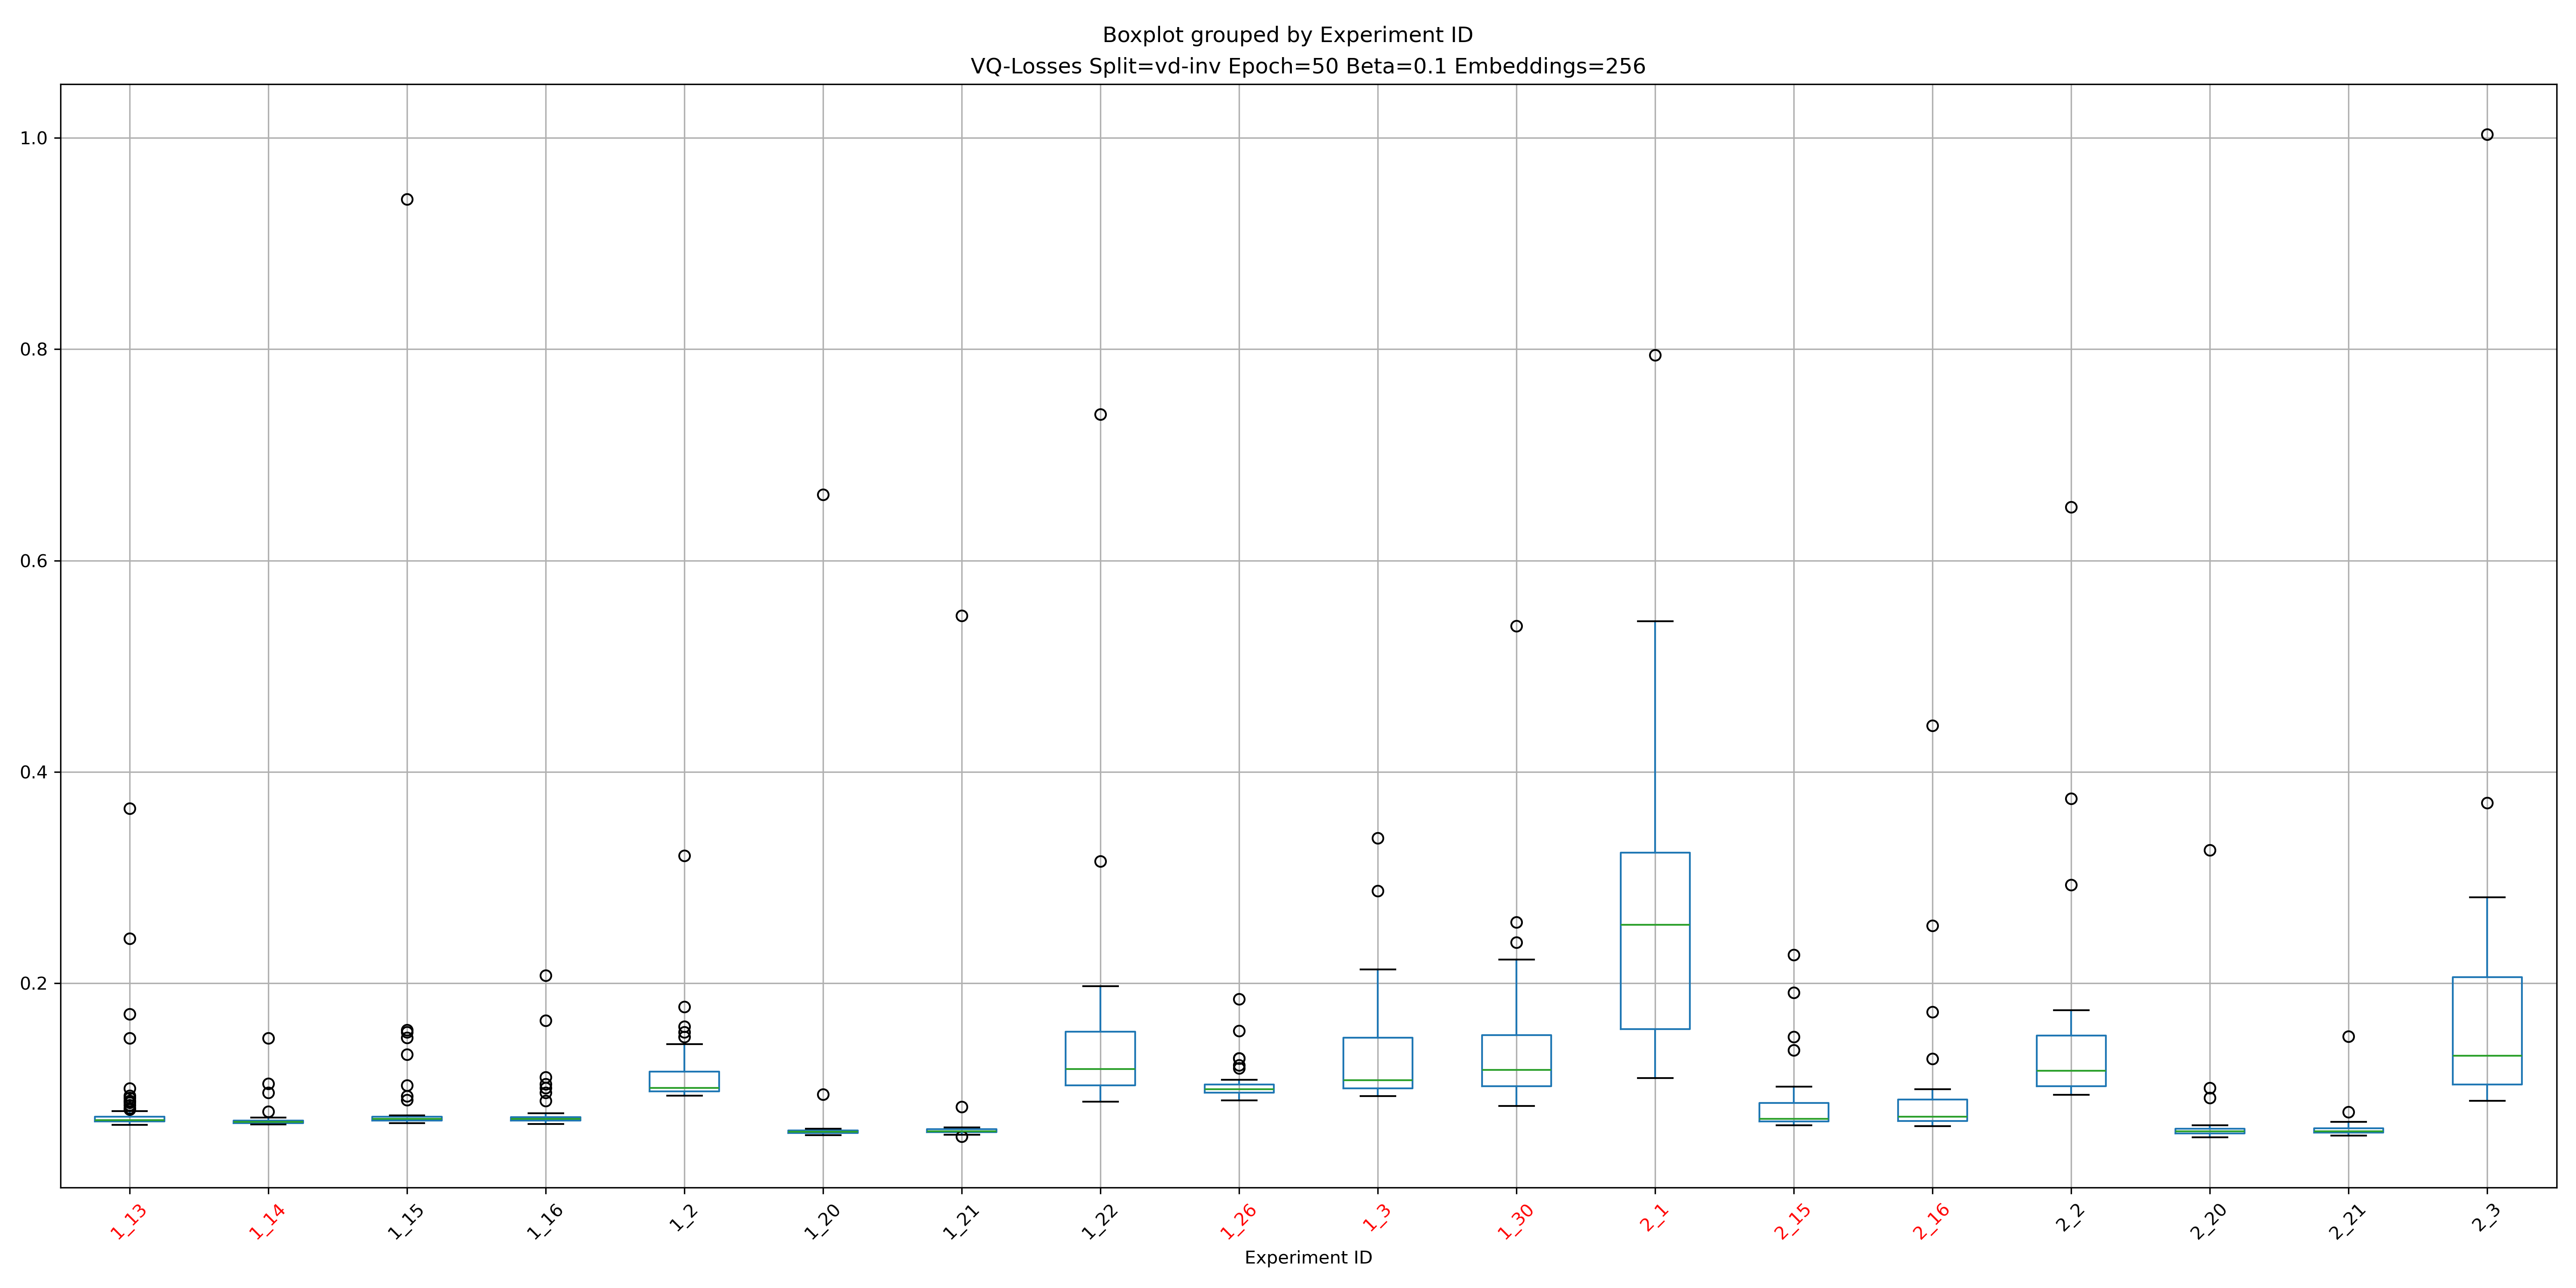 Boxplot grouped by Experiment ID
VQ-Losses Split=vd-inv Epoch=50 Beta=0.1 Embeddings=256
1.0
0.8
0.6
0.4
0.2
1_13 1_14 1_15 1_16 1_2 1_20 1_21 1_22 1_26 1_3 1_30 2_1 2_15 2_16 2_2 2_20 2_21 2_3
Experiment ID